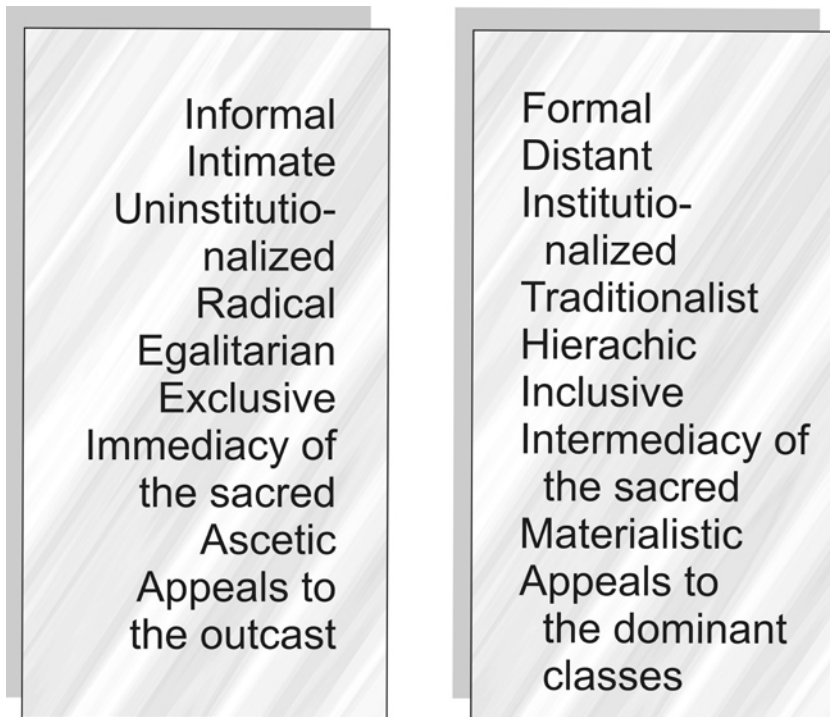 Informal
Intimate
Uninstitutio-
nalized
Radical
Egalitarian
Exclusive
Immediacy of
the sacred
Ascetic
Appeals to
the outcast
Formal
Distant
Institutio-
nalized
Traditionalist
Hierachic
Inclusive
Intermediacy of
the sacred
Materialistic
Appeals to
the dominant
classes